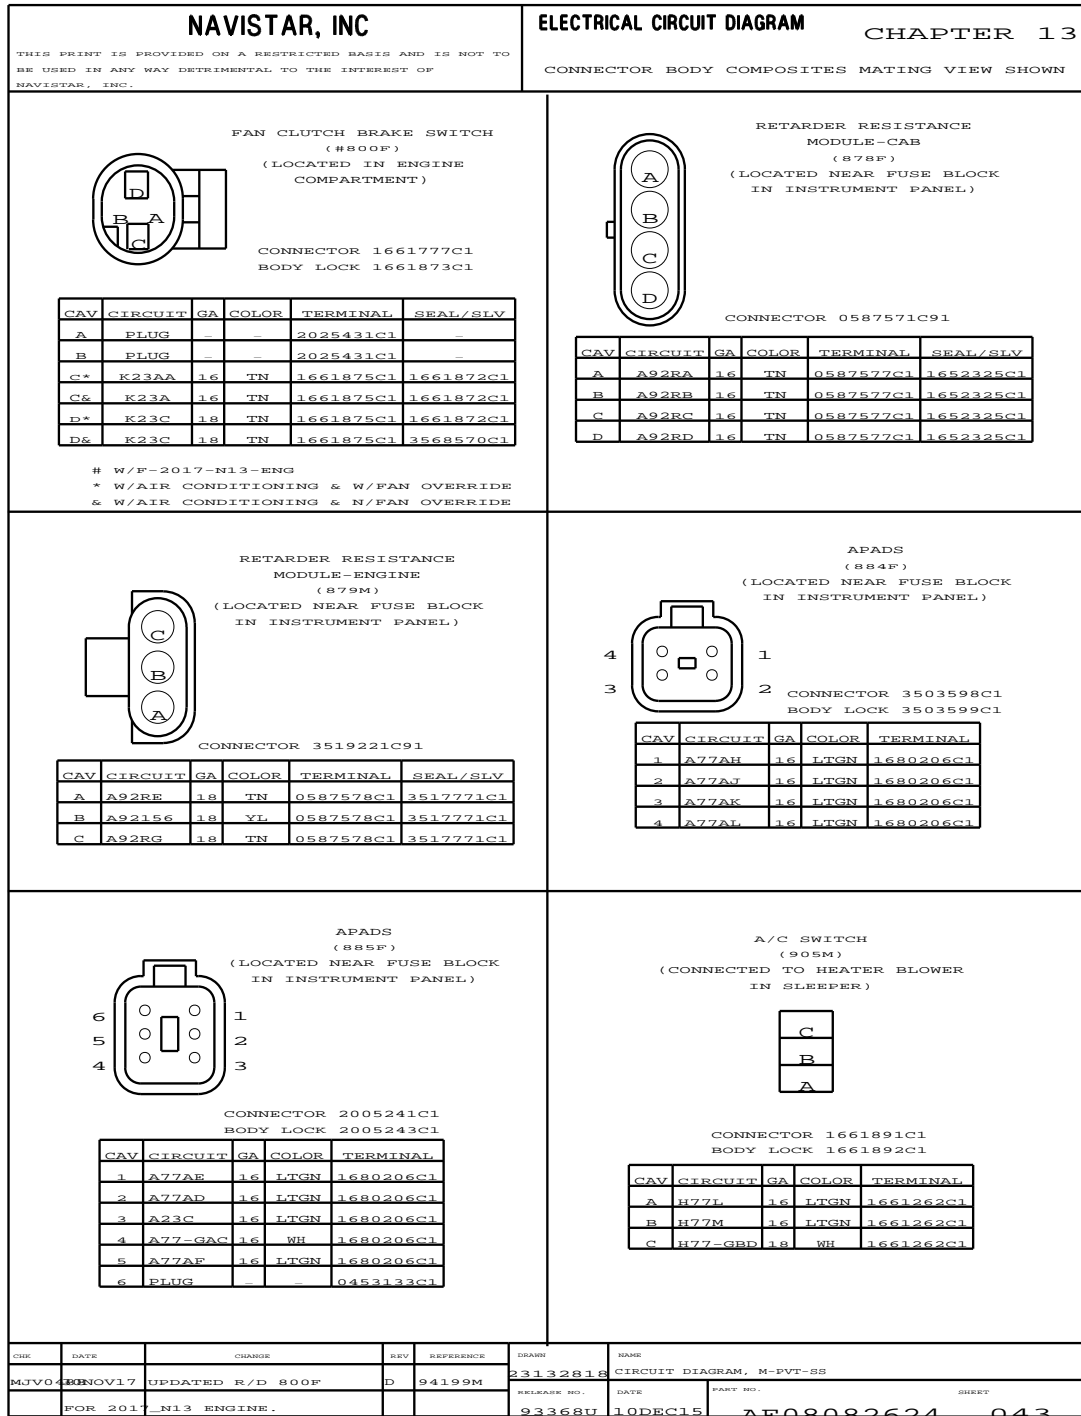 NAVISTAR, INC
THIS PRINT IS PROVIDED ON A RESTRICTED BASIS AND IS NOT TO
BE USED IN ANY WAY DETRIMENTAL TO THE INTEREST OF
NAVISTAR, INC.
ELECTRICAL CIRCUIT DIAGRAM
CHAPTER 13
CONNECTOR BODY COMPOSITES MATING VIEW SHOWN
FAN CLUTCH BRAKE SWITCH
(#800F)
(LOCATED IN ENGINE
COMPARTMENT)
D
B A
C
CONNECTOR 1661777C1
BODY LOCK 1661873C1
CAV CIRCUIT GA COLOR TERMINAL SEAL/SLV
A PLUG – – 2025431C1 –
B PLUG – – 2025431C1 –
C* K23AA 16 TN 1661875C1 1661872C1
C& K23A 16 TN 1661875C1 1661872C1
D* K23C 18 TN 1661875C1 1661872C1
D& K23C 18 TN 1661875C1 3568570C1
# W/F-2017-N13-ENG
* W/AIR CONDITIONING & W/FAN OVERRIDE
& W/AIR CONDITIONING & N/FAN OVERRIDE
RETARDER RESISTANCE
MODULE-CAB
(878F)
(LOCATED NEAR FUSE BLOCK
IN INSTRUMENT PANEL)
A
B
C
D
CONNECTOR 0587571C91
CAV CIRCUIT GA COLOR TERMINAL SEAL/SLV
A A92RA 16 TN 0587577C1 1652325C1
B A92RB 16 TN 0587577C1 1652325C1
C A92RC 16 TN 0587577C1 1652325C1
D A92RD 16 TN 0587577C1 1652325C1
RETARDER RESISTANCE
MODULE-ENGINE
(879M)
(LOCATED NEAR FUSE BLOCK
IN INSTRUMENT PANEL)
C
B
A
CONNECTOR 3519221C91
CAV CIRCUIT GA COLOR TERMINAL SEAL/SLV
A A92RE 18 TN 0587578C1 3517771C1
B A92156 18 YL 0587578C1 3517771C1
C A92RG 18 TN 0587578C1 3517771C1
APADS
(884F)
(LOCATED NEAR FUSE BLOCK
IN INSTRUMENT PANEL)
4 1
3 2
CONNECTOR 3503598C1
BODY LOCK 3503599C1
CAV CIRCUIT GA COLOR TERMINAL
1 A77AH 16 LTGN 1680206C1
2 A77AJ 16 LTGN 1680206C1
3 A77AK 16 LTGN 1680206C1
4 A77AL 16 LTGN 1680206C1
APADS
(885F)
(LOCATED NEAR FUSE BLOCK
IN INSTRUMENT PANEL)
6 1
5 2
4 3
CONNECTOR 2005241C1
BODY LOCK 2005243C1
CAV CIRCUIT GA COLOR TERMINAL
1 A77AE 16 LTGN 1680206C1
2 A77AD 16 LTGN 1680206C1
3 A23C 16 LTGN 1680206C1
4 A77-GAC 16 WH 1680206C1
5 A77AF 16 LTGN 1680206C1
6 PLUG – – 0453133C1
A/C SWITCH
(905M)
(CONNECTED TO HEATER BLOWER
IN SLEEPER)
C
B
A
CONNECTOR 1661891C1
BODY LOCK 1661892C1
CAV CIRCUIT GA COLOR TERMINAL
A H77L 16 LTGN 1661262C1
B H77M 16 LTGN 1661262C1
C H77-GBD 18 WH 1661262C1
CHK DATE CHANGE REV REFERENCE
NOV17 UPDATED R/D 800F D 94199M
FOR 2017_N13 ENGINE.
DRAWN NAME
23132818 CIRCUIT DIAGRAM, M-PVT-SS
RELEASE NO. DATE PART NO. SHEET
93368U 10DEC15 AF08082624 043